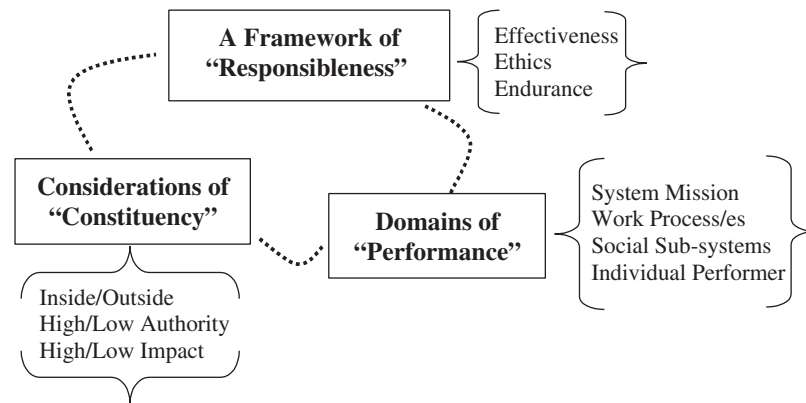 A Framework of
“Responsibleness”
Effectiveness
Ethics
Endurance
Considerations of
“Constituency”
Domains of
“Performance”
System Mission
Work Process/es
Social Sub-systems
Individual Performer
Inside/Outside
High/Low Authority
High/Low Impact